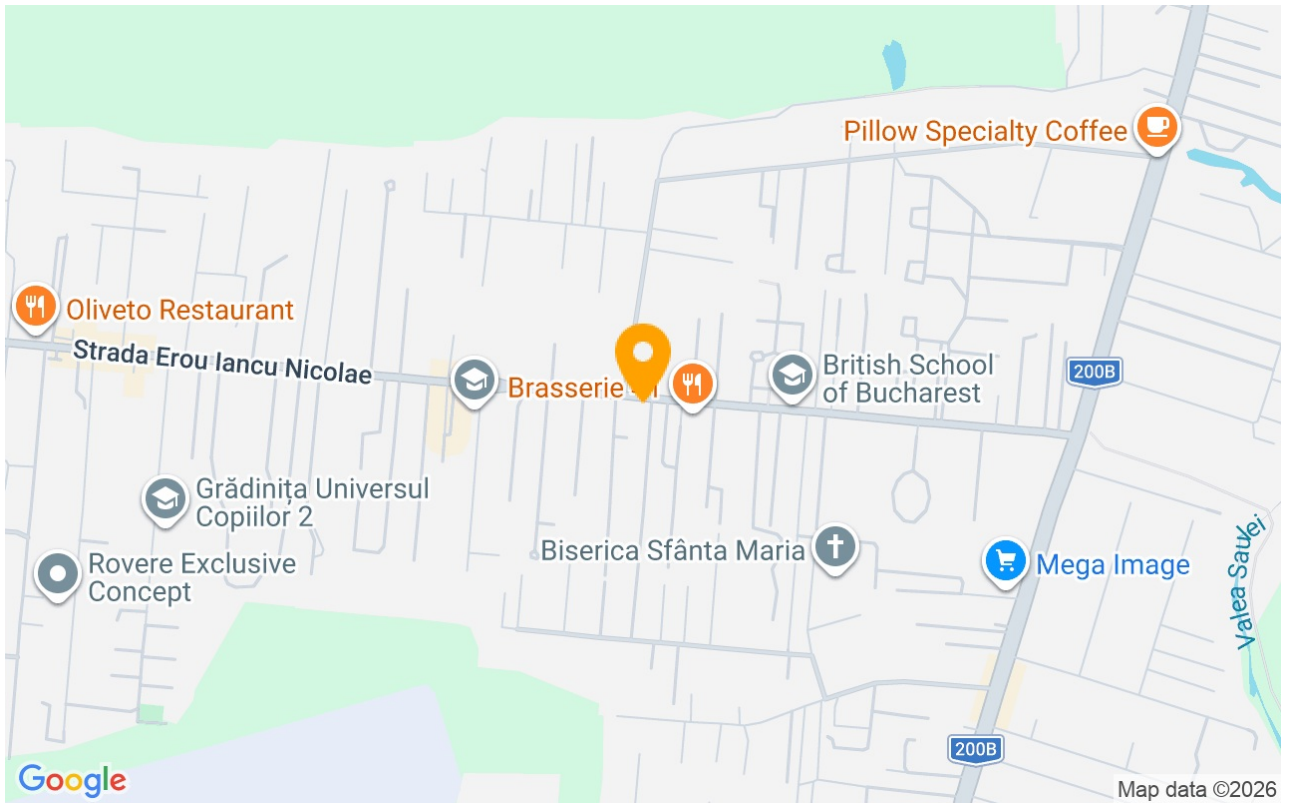 Pillow Specialty Coffee
Oliveto Restaurant
Strada Erou Iancu Nicolae
Brasserie
British School
of Bucharest
200B
Grădinița Universul
Copiilor 2
Biserica Sfânta Maria
Rovere Exclusive
Concept
Mega Image
Valea Saulei
200B
Google
Map data ©2026